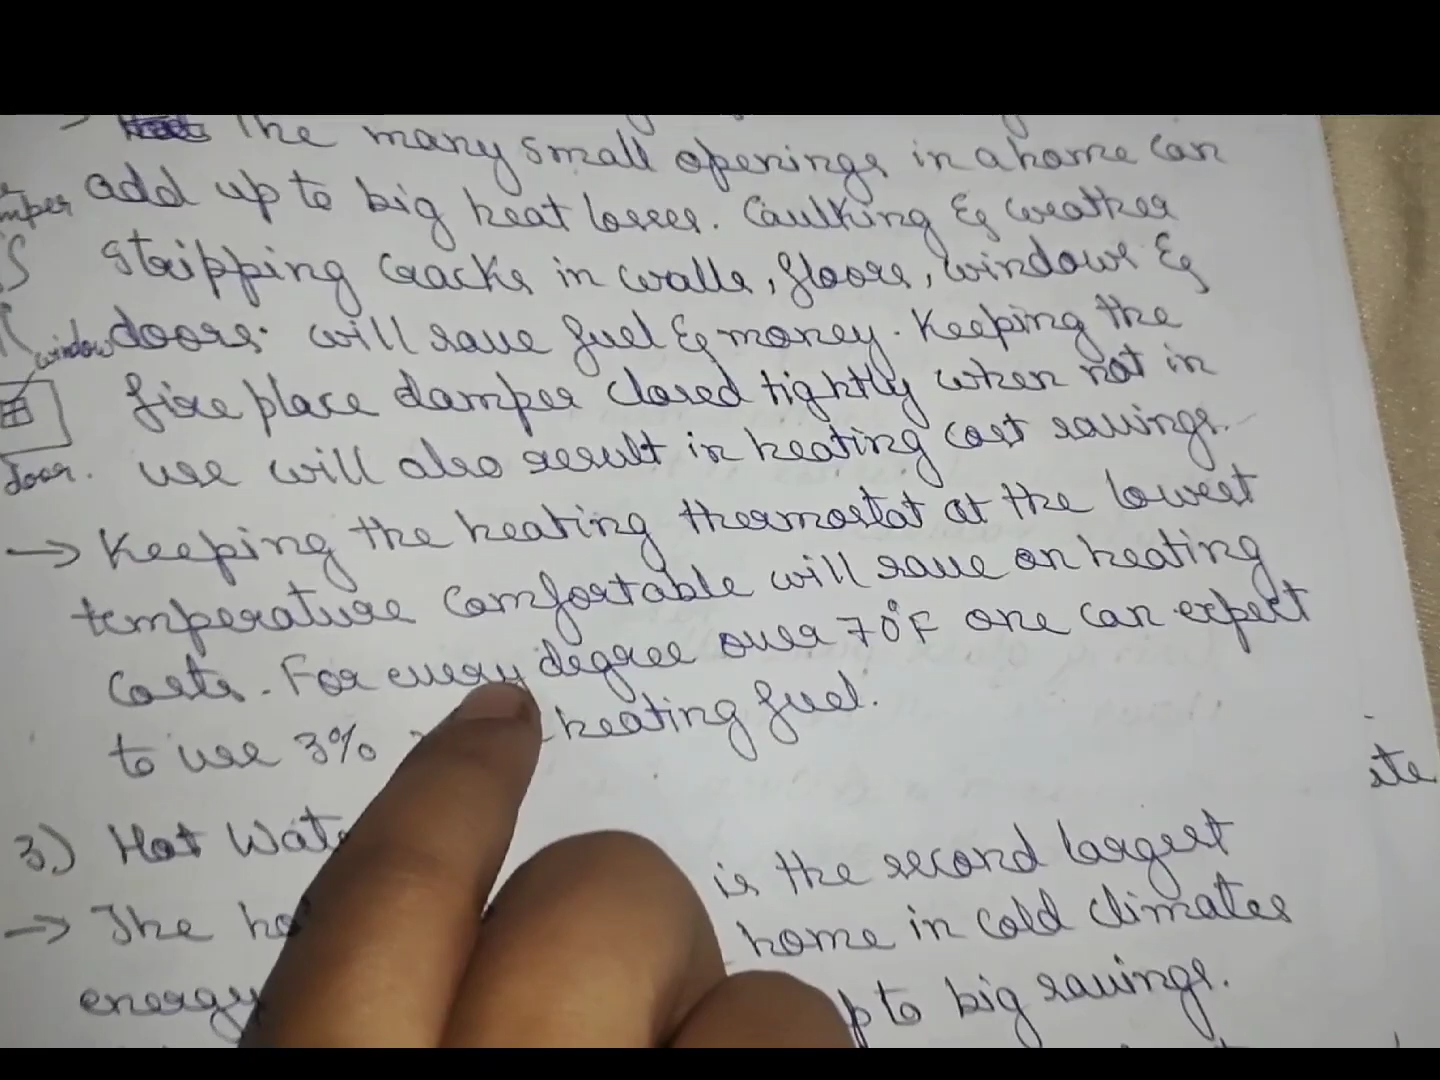 The many small openings in a home can
add up to big heat losses. Caulking & weather
stripping cracks in walls, floors, windows &
doors. will save fuel & money. Keeping the
fire place damper closed tightly when not in
use will also result in heating cost savings.
window
door.
→ Keeping the heating thermostat at the lowest
temperature comfortable will save on heating
costs. For every degree over 70°F one can expect
to use 3% heating fuel.
3) Hot
is the second largest
→ The home in cold climates
energy to big savings.